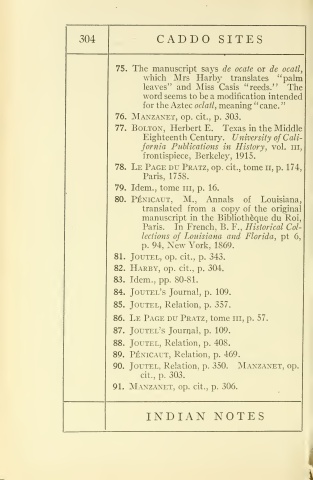 304
CADDO SITES
75. The manuscript says de ocate or de ocatl,
which Mrs Harby translates "palm
leaves" and Miss Casis "reeds." The
word seems to be a modification intended
for the Aztec oclatl, meaning "cane."
76. MANZANET, op. cit., p. 303.
77. BOLTON, Herbert E. Texas in the Middle
Eighteenth Century. University of Cali-
fornia Publications in History, vol. III,
frontispiece, Berkeley, 1915.
78. LE PAGE DU PRATZ, op. cit., tome II, p. 174,
Paris, 1758.
79. Idem., tome III, p. 16.
80. PÉNICAUT, M., Annals of Louisiana,
translated from a copy of the original
manuscript in the Bibliothèque du Roi,
Paris. In French, B. F., Historical Col-
lections of Louisiana and Florida, pt 6,
p. 94, New York, 1869.
81. JOUTEL, op. cit., p. 343.
82. HARBY, op. cit., p. 304.
83. Idem., pp. 80-81.
84. JOUTEL'S Journal, p. 109.
85. JOUTEL, Relation, p. 357.
86. LE PAGE DU PRATZ, tome III, p. 57.
87. JOUTEL'S Journal, p. 109.
88. JOUTEL, Relation, p. 408.
89. PÉNICAUT, Relation, p. 469.
90. JOUTEL, Relation, p. 350. MANZANET, op.
cit., p. 303.
91. MANZANET, op. cit., p. 306.
INDIAN NOTES